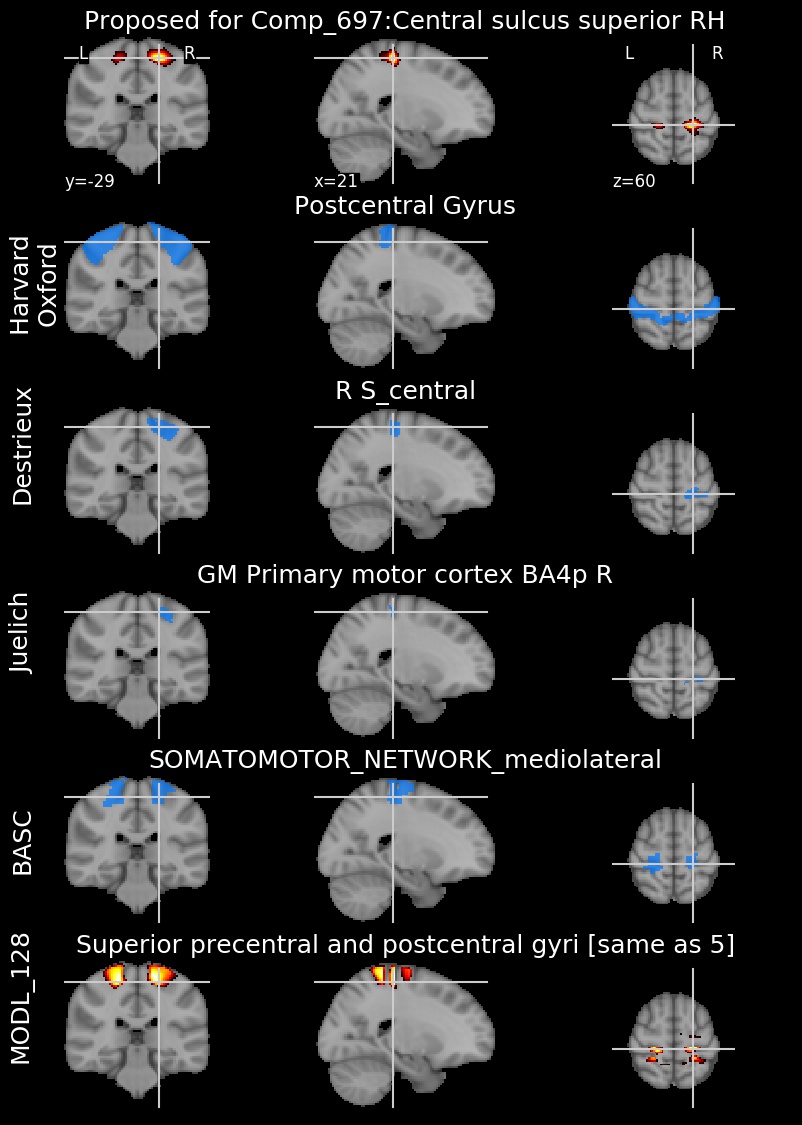 Proposed for Comp_697:Central sulcus superior RH
L R L R
y=-29 x=21 z=60
Postcentral Gyrus
Harvard
Oxford
R S_central
Destrieux
GM Primary motor cortex BA4p R
Juelich
SOMATOMOTOR_NETWORK_mediolateral
BASC
Superior precentral and postcentral gyri [same as 5]
MODL_128